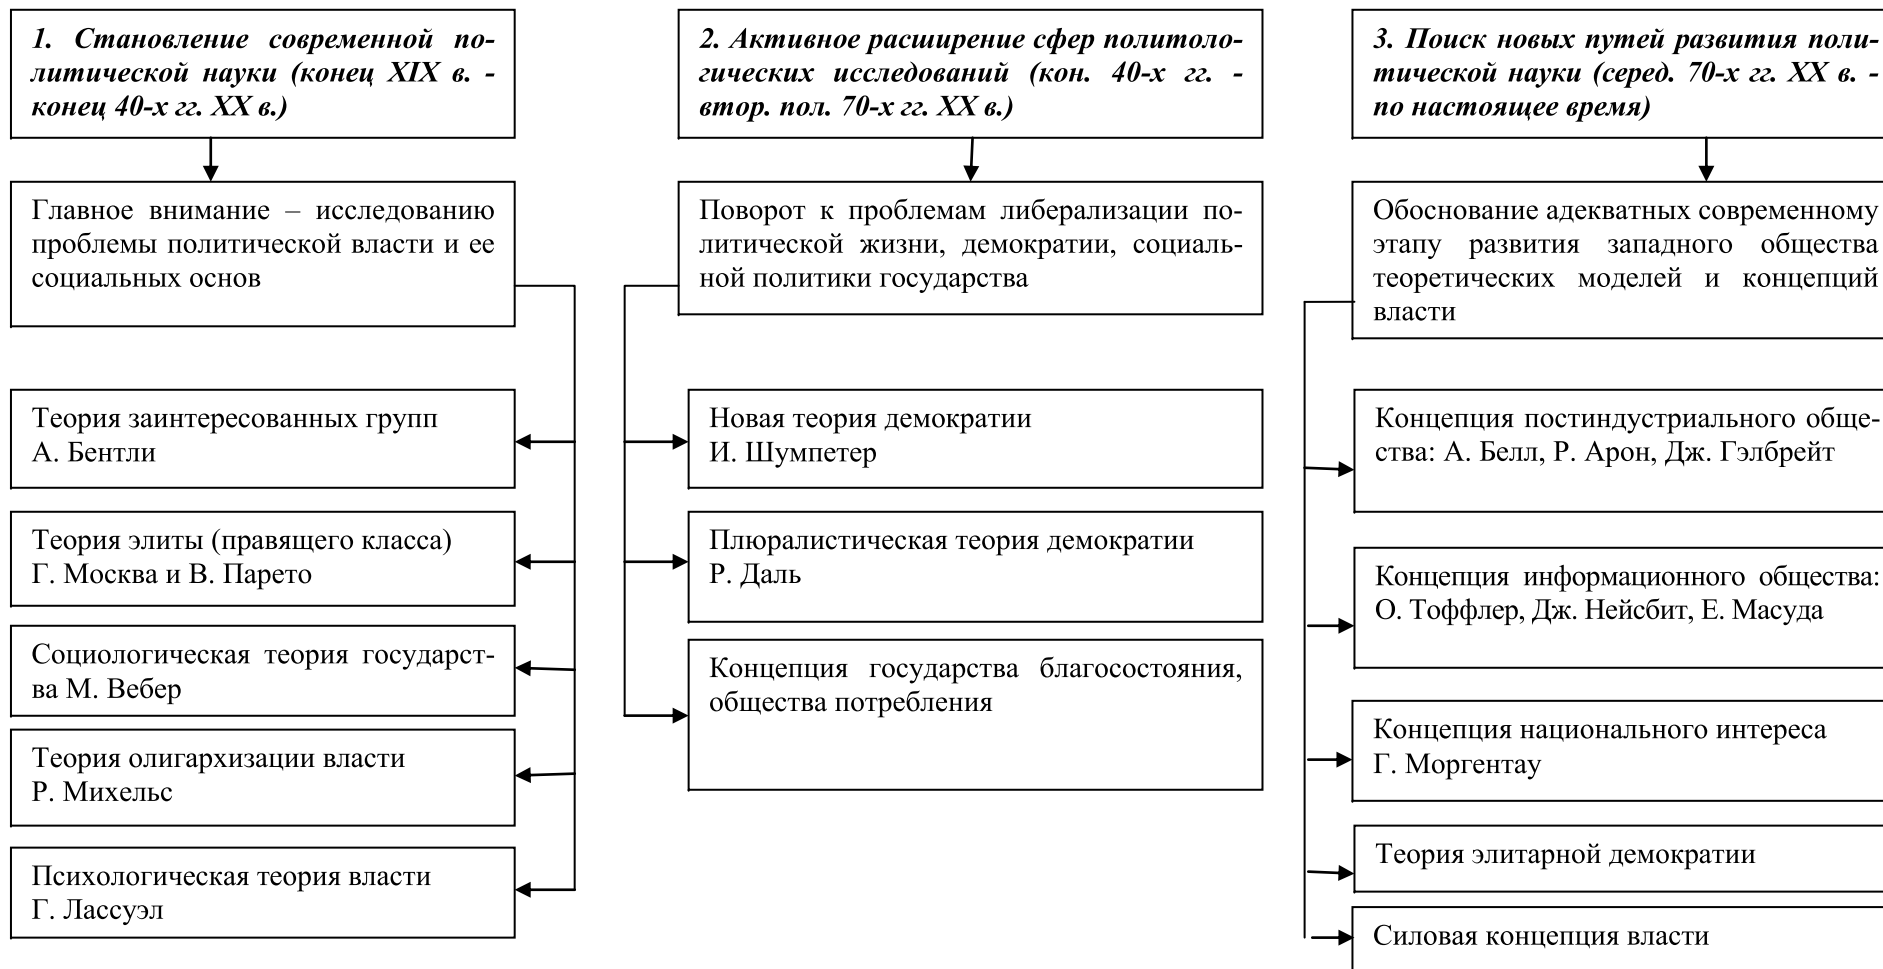 1. Становление современной по-
литической науки (конец XIX в. -
конец 40-х гг. XX в.)
Главное внимание – исследованию
проблемы политической власти и ее
социальных основ
Теория заинтересованных групп
А. Бентли
Теория элиты (правящего класса)
Г. Москва и В. Парето
Социологическая теория государст-
ва М. Вебер
Теория олигархизации власти
Р. Михельс
Психологическая теория власти
Г. Лассуэл
2. Активное расширение сфер политоло-
гических исследований (кон. 40-х гг. -
втор. пол. 70-х гг. XX в.)
Поворот к проблемам либерализации по-
литической жизни, демократии, социаль-
ной политики государства
Новая теория демократии
И. Шумпетер
Плюралистическая теория демократии
Р. Даль
Концепция государства благосостояния,
общества потребления
3. Поиск новых путей развития поли-
тической науки (серед. 70-х гг. XX в. -
по настоящее время)
Обоснование адекватных современному
этапу развития западного общества
теоретических моделей и концепций
власти
Концепция постиндустриального обще-
ства: А. Белл, Р. Арон, Дж. Гэлбрейт
Концепция информационного общества:
О. Тоффлер, Дж. Нейсбит, Е. Масуда
Концепция национального интереса
Г. Моргентау
Теория элитарной демократии
Силовая концепция власти